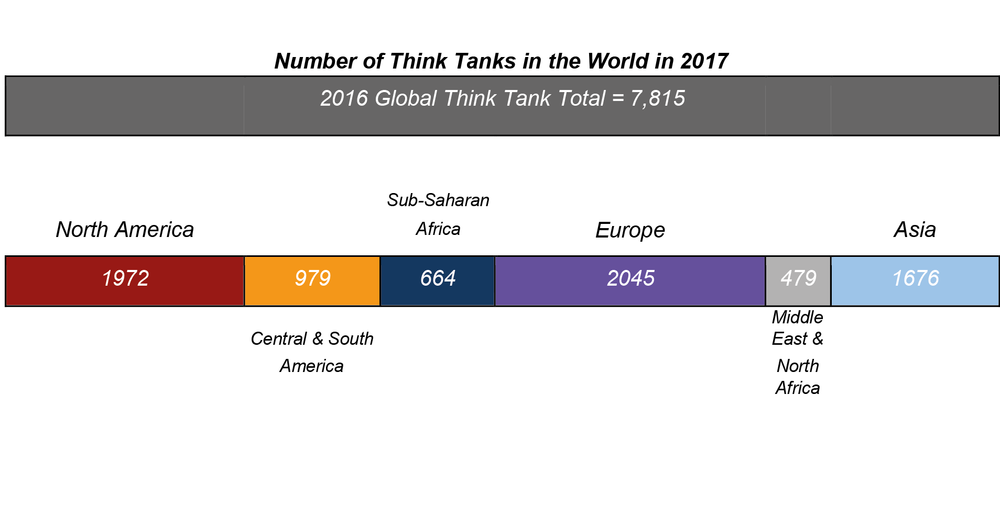 Number of Think Tanks in the World in 2017
2016 Global Think Tank Total = 7,815
Sub-Saharan
Africa
North America
Europe
Asia
1972
979
664
2045
479
1676
Central & South
America
Middle
East &
North
Africa